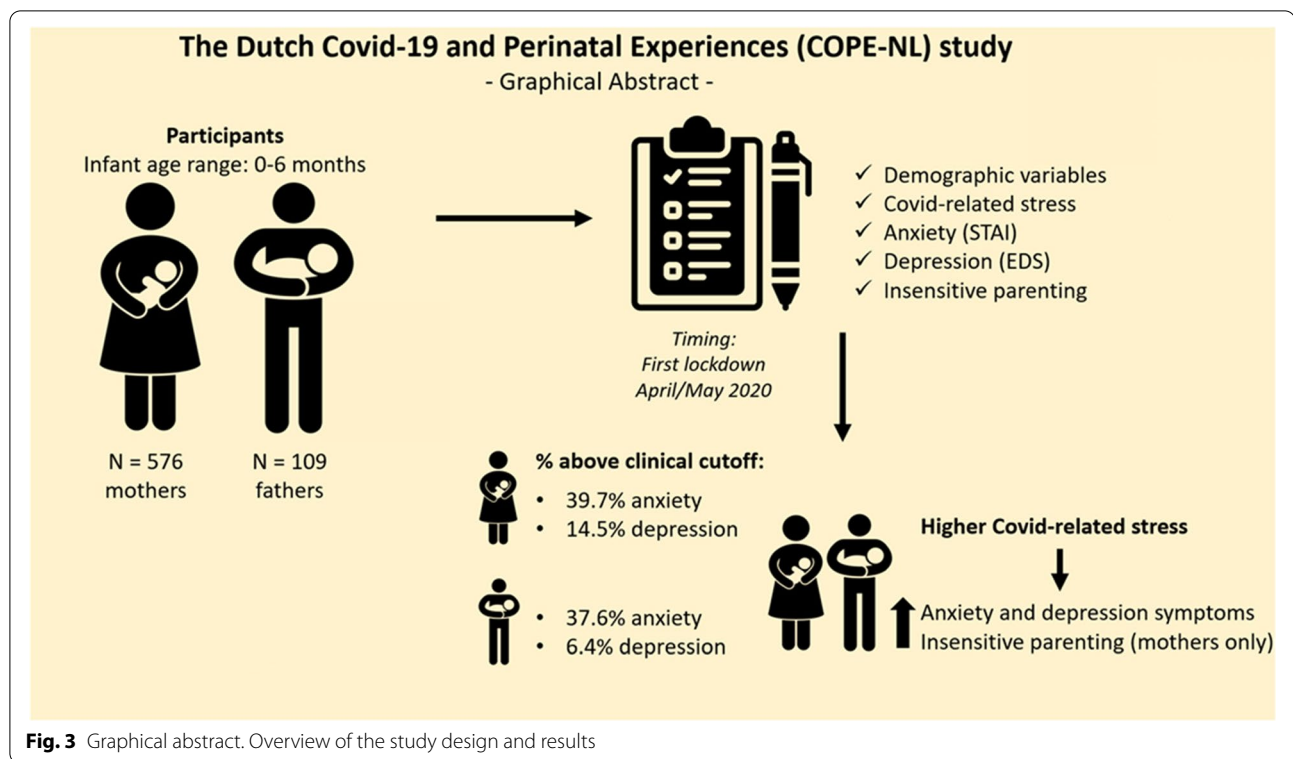 The Dutch Covid-19 and Perinatal Experiences (COPE-NL) study
- Graphical Abstract -
Participants
Infant age range: 0-6 months
N = 576
mothers
N = 109
fathers
✓ Demographic variables
✓ Covid-related stress
✓ Anxiety (STAI)
✓ Depression (EDS)
✓ Insensitive parenting
Timing:
First lockdown
April/May 2020
% above clinical cutoff:
• 39.7% anxiety
• 14.5% depression
• 37.6% anxiety
• 6.4% depression
Higher Covid-related stress
Anxiety and depression symptoms
Insensitive parenting (mothers only)
Fig. 3 Graphical abstract. Overview of the study design and results